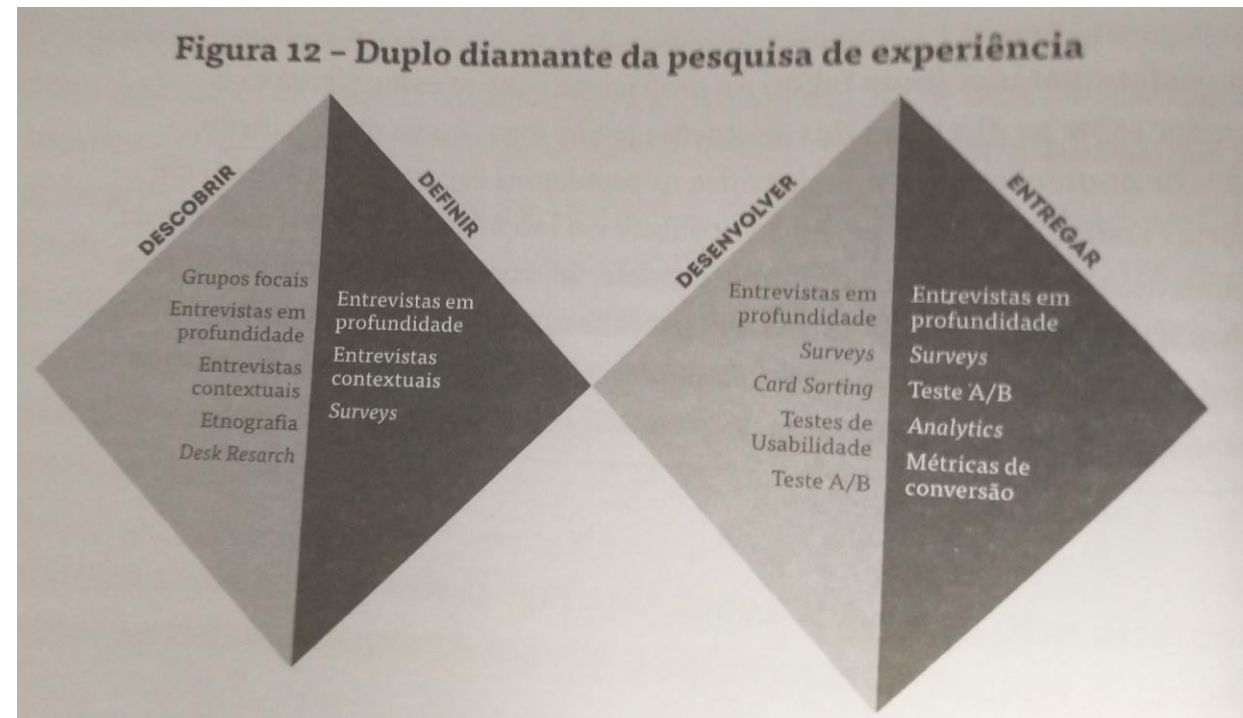 Figura 12 – Duplo diamante da pesquisa de experiência
DESCOBRIR
Grupos focais
Entrevistas em
profundidade
Entrevistas
contextuais
Etnografia
Desk Resarch
DEFINIR
Entrevistas em
profundidade
Entrevistas
contextuais
Surveys
DESENVOLVER
Entrevistas em
profundidade
Surveys
Card Sorting
Testes de
Usabilidade
Teste A/B
ENTREGAR
Entrevistas em
profundidade
Surveys
Teste A/B
Analytics
Métricas de
conversão